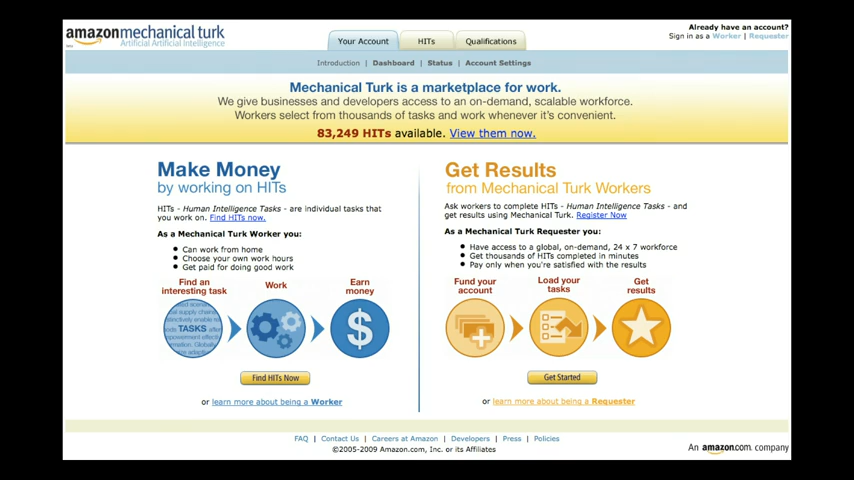 amazonmechanical turk
Artificial Artificial Intelligence
Your Account
HITs
Qualifications
Already have an account?
Sign in as a Worker | Requester
Introduction | Dashboard | Status | Account Settings
Mechanical Turk is a marketplace for work.
We give businesses and developers access to an on-demand, scalable workforce.
Workers select from thousands of tasks and work whenever it's convenient.
83,249 HITs available. View them now.
Make Money
by working on HITs
HITs - Human Intelligence Tasks - are individual tasks that
you work on. Find HITs now.
As a Mechanical Turk Worker you:
• Can work from home
• Choose your own work hours
• Get paid for doing good work
Find an
interesting task
Work
Earn
money
TASKS
$
Find HITs Now
or learn more about being a Worker
Get Results
from Mechanical Turk Workers
Ask workers to complete HITs - Human Intelligence Tasks - and
get results using Mechanical Turk. Register Now
As a Mechanical Turk Requester you:
• Have access to a global, on-demand, 24 x 7 workforce
• Get thousands of HITs completed in minutes
• Pay only when you're satisfied with the results
Fund your
account
Load your
tasks
Get
results
Get Started
or learn more about being a Requester
FAQ | Contact Us | Careers at Amazon | Developers | Press | Policies
©2005-2009 Amazon.com, Inc. or its Affiliates
An amazon.com company